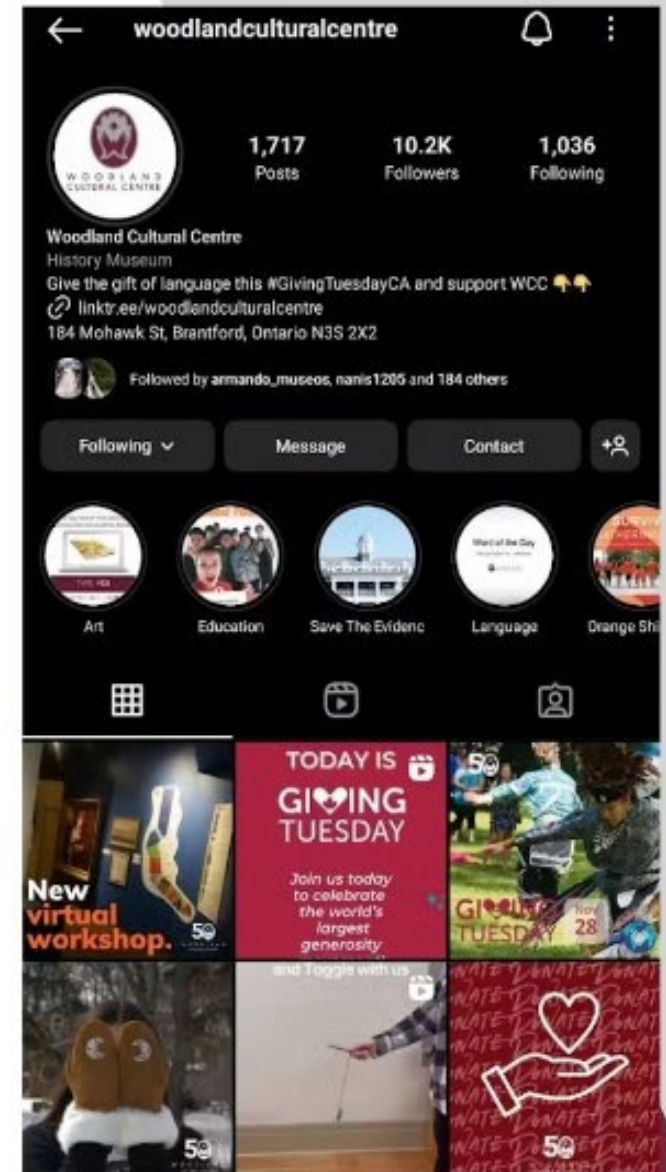 woodlandculturalcentre
WOODLAND
CULTURAL CENTRE
1,717
Posts
10.2K
Followers
1,036
Following
Woodland Cultural Centre
History Museum
Give the gift of language this #GivingTuesdayCA and support WCC 👇👇
linktr.ee/woodlandculturalcentre
184 Mohawk St, Brantford, Ontario N3S 2X2
Followed by armando_museos, nanis1205 and 184 others
Following
Message
Contact
Word of the Day
Art
Education
Save The Evidenc
Language
Orange Shi
New
virtual
workshop.
50
TODAY IS
GIVING
TUESDAY
Join us today
to celebrate
the world's
largest
generosity
50
GIVING
TUESDAY
Nov
28
50
and Toggle with us
DONATE
50